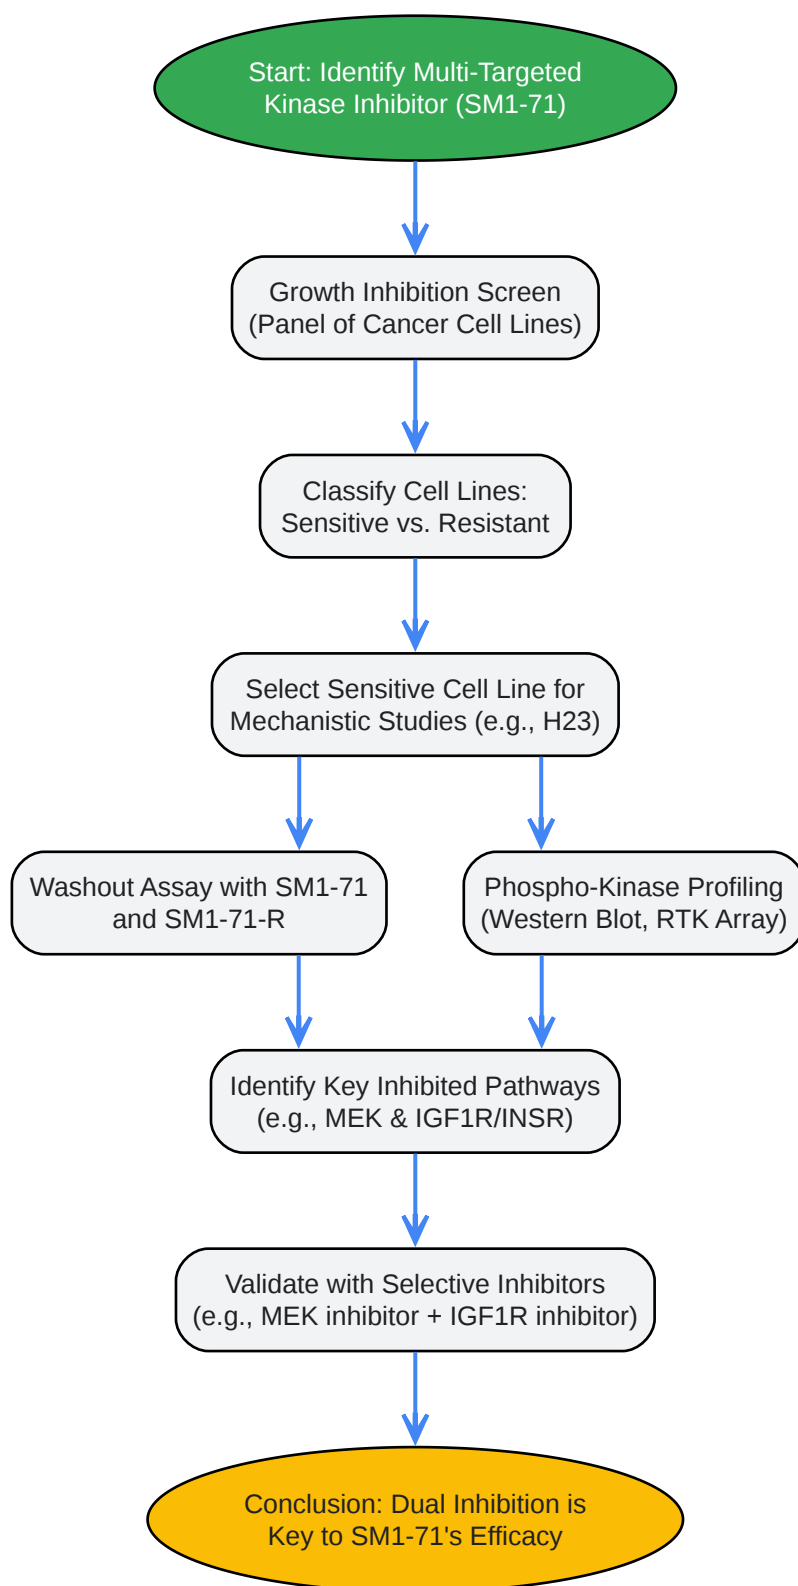 Start: Identify Multi-Targeted
Kinase Inhibitor (SM1-71)
Growth Inhibition Screen
(Panel of Cancer Cell Lines)
Classify Cell Lines:
Sensitive vs. Resistant
Select Sensitive Cell Line for
Mechanistic Studies (e.g., H23)
Washout Assay with SM1-71
and SM1-71-R
Phospho-Kinase Profiling
(Western Blot, RTK Array)
Identify Key Inhibited Pathways
(e.g., MEK & IGF1R/INSR)
Validate with Selective Inhibitors
(e.g., MEK inhibitor + IGF1R inhibitor)
Conclusion: Dual Inhibition is
Key to SM1-71's Efficacy